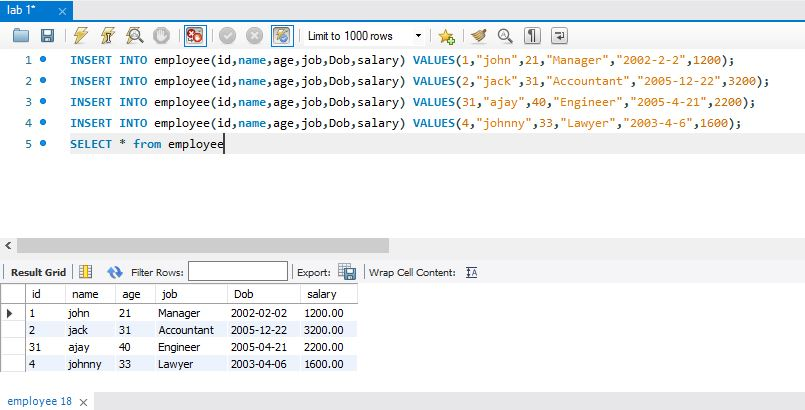 lab 1*
Limit to 1000 rows
1 INSERT INTO employee(id,name,age,job,Dob,salary) VALUES(1,"john",21,"Manager","2002-2-2",1200);
2 INSERT INTO employee(id,name,age,job,Dob,salary) VALUES(2,"jack",31,"Accountant","2005-12-22",3200);
3 INSERT INTO employee(id,name,age,job,Dob,salary) VALUES(31,"ajay",40,"Engineer","2005-4-21",2200);
4 INSERT INTO employee(id,name,age,job,Dob,salary) VALUES(4,"johnny",33,"Lawyer","2003-4-6",1600);
5 SELECT * from employee
Result Grid Filter Rows: Export: Wrap Cell Content:
id name age job Dob salary
1 john 21 Manager 2002-02-02 1200.00
2 jack 31 Accountant 2005-12-22 3200.00
31 ajay 40 Engineer 2005-04-21 2200.00
4 johnny 33 Lawyer 2003-04-06 1600.00
employee 18